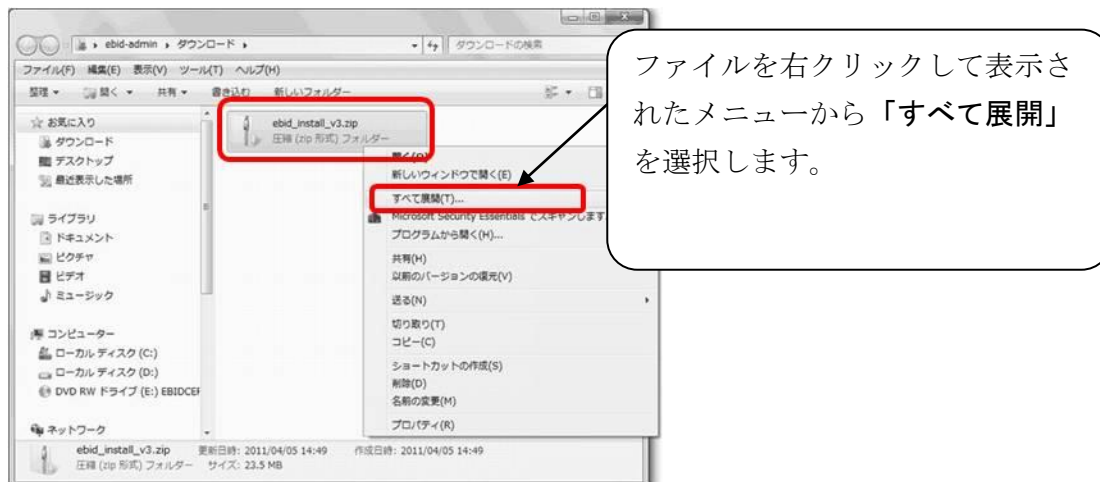 ebid-admin ▸ ダウンロード ▸
ダウンロードの検索
ファイル(F) 編集(E) 表示(V) ツール(T) ヘルプ(H)
整理 開く 共有 書き込む 新しいフォルダー
お気に入り
ダウンロード
デスクトップ
最近表示した場所
ライブラリ
ドキュメント
ピクチャ
ビデオ
ミュージック
コンピューター
ローカル ディスク (C:)
ローカル ディスク (D:)
DVD RW ドライブ (E:) EBIDCEF
ネットワーク
ebid_install_v3.zip
圧縮 (zip 形式) フォルダー
開く(O)
新しいウィンドウで開く(E)
すべて展開(T)...
Microsoft Security Essentials でスキャンします
プログラムから開く(H)...
共有(H)
以前のバージョンの復元(V)
送る(N)
切り取り(T)
コピー(C)
ショートカットの作成(S)
削除(D)
名前の変更(M)
プロパティ(R)
ファイルを右クリックして表示さ
れたメニューから「すべて展開」
を選択します。
ebid_install_v3.zip 更新日時: 2011/04/05 14:49 作成日時: 2011/04/05 14:49
圧縮 (zip 形式) フォルダー サイズ: 23.5 MB